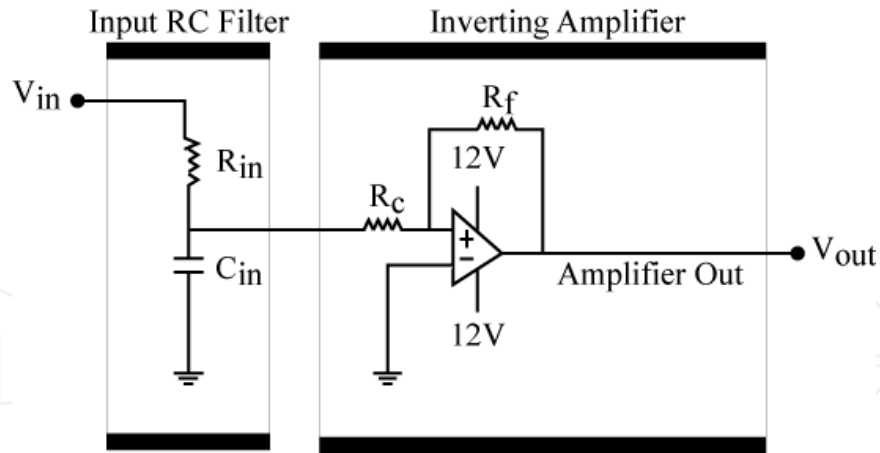 Input RC Filter
Inverting Amplifier
Vin
Rin
Cin
Rc
Rf
12V
+
-
12V
Amplifier Out
Vout